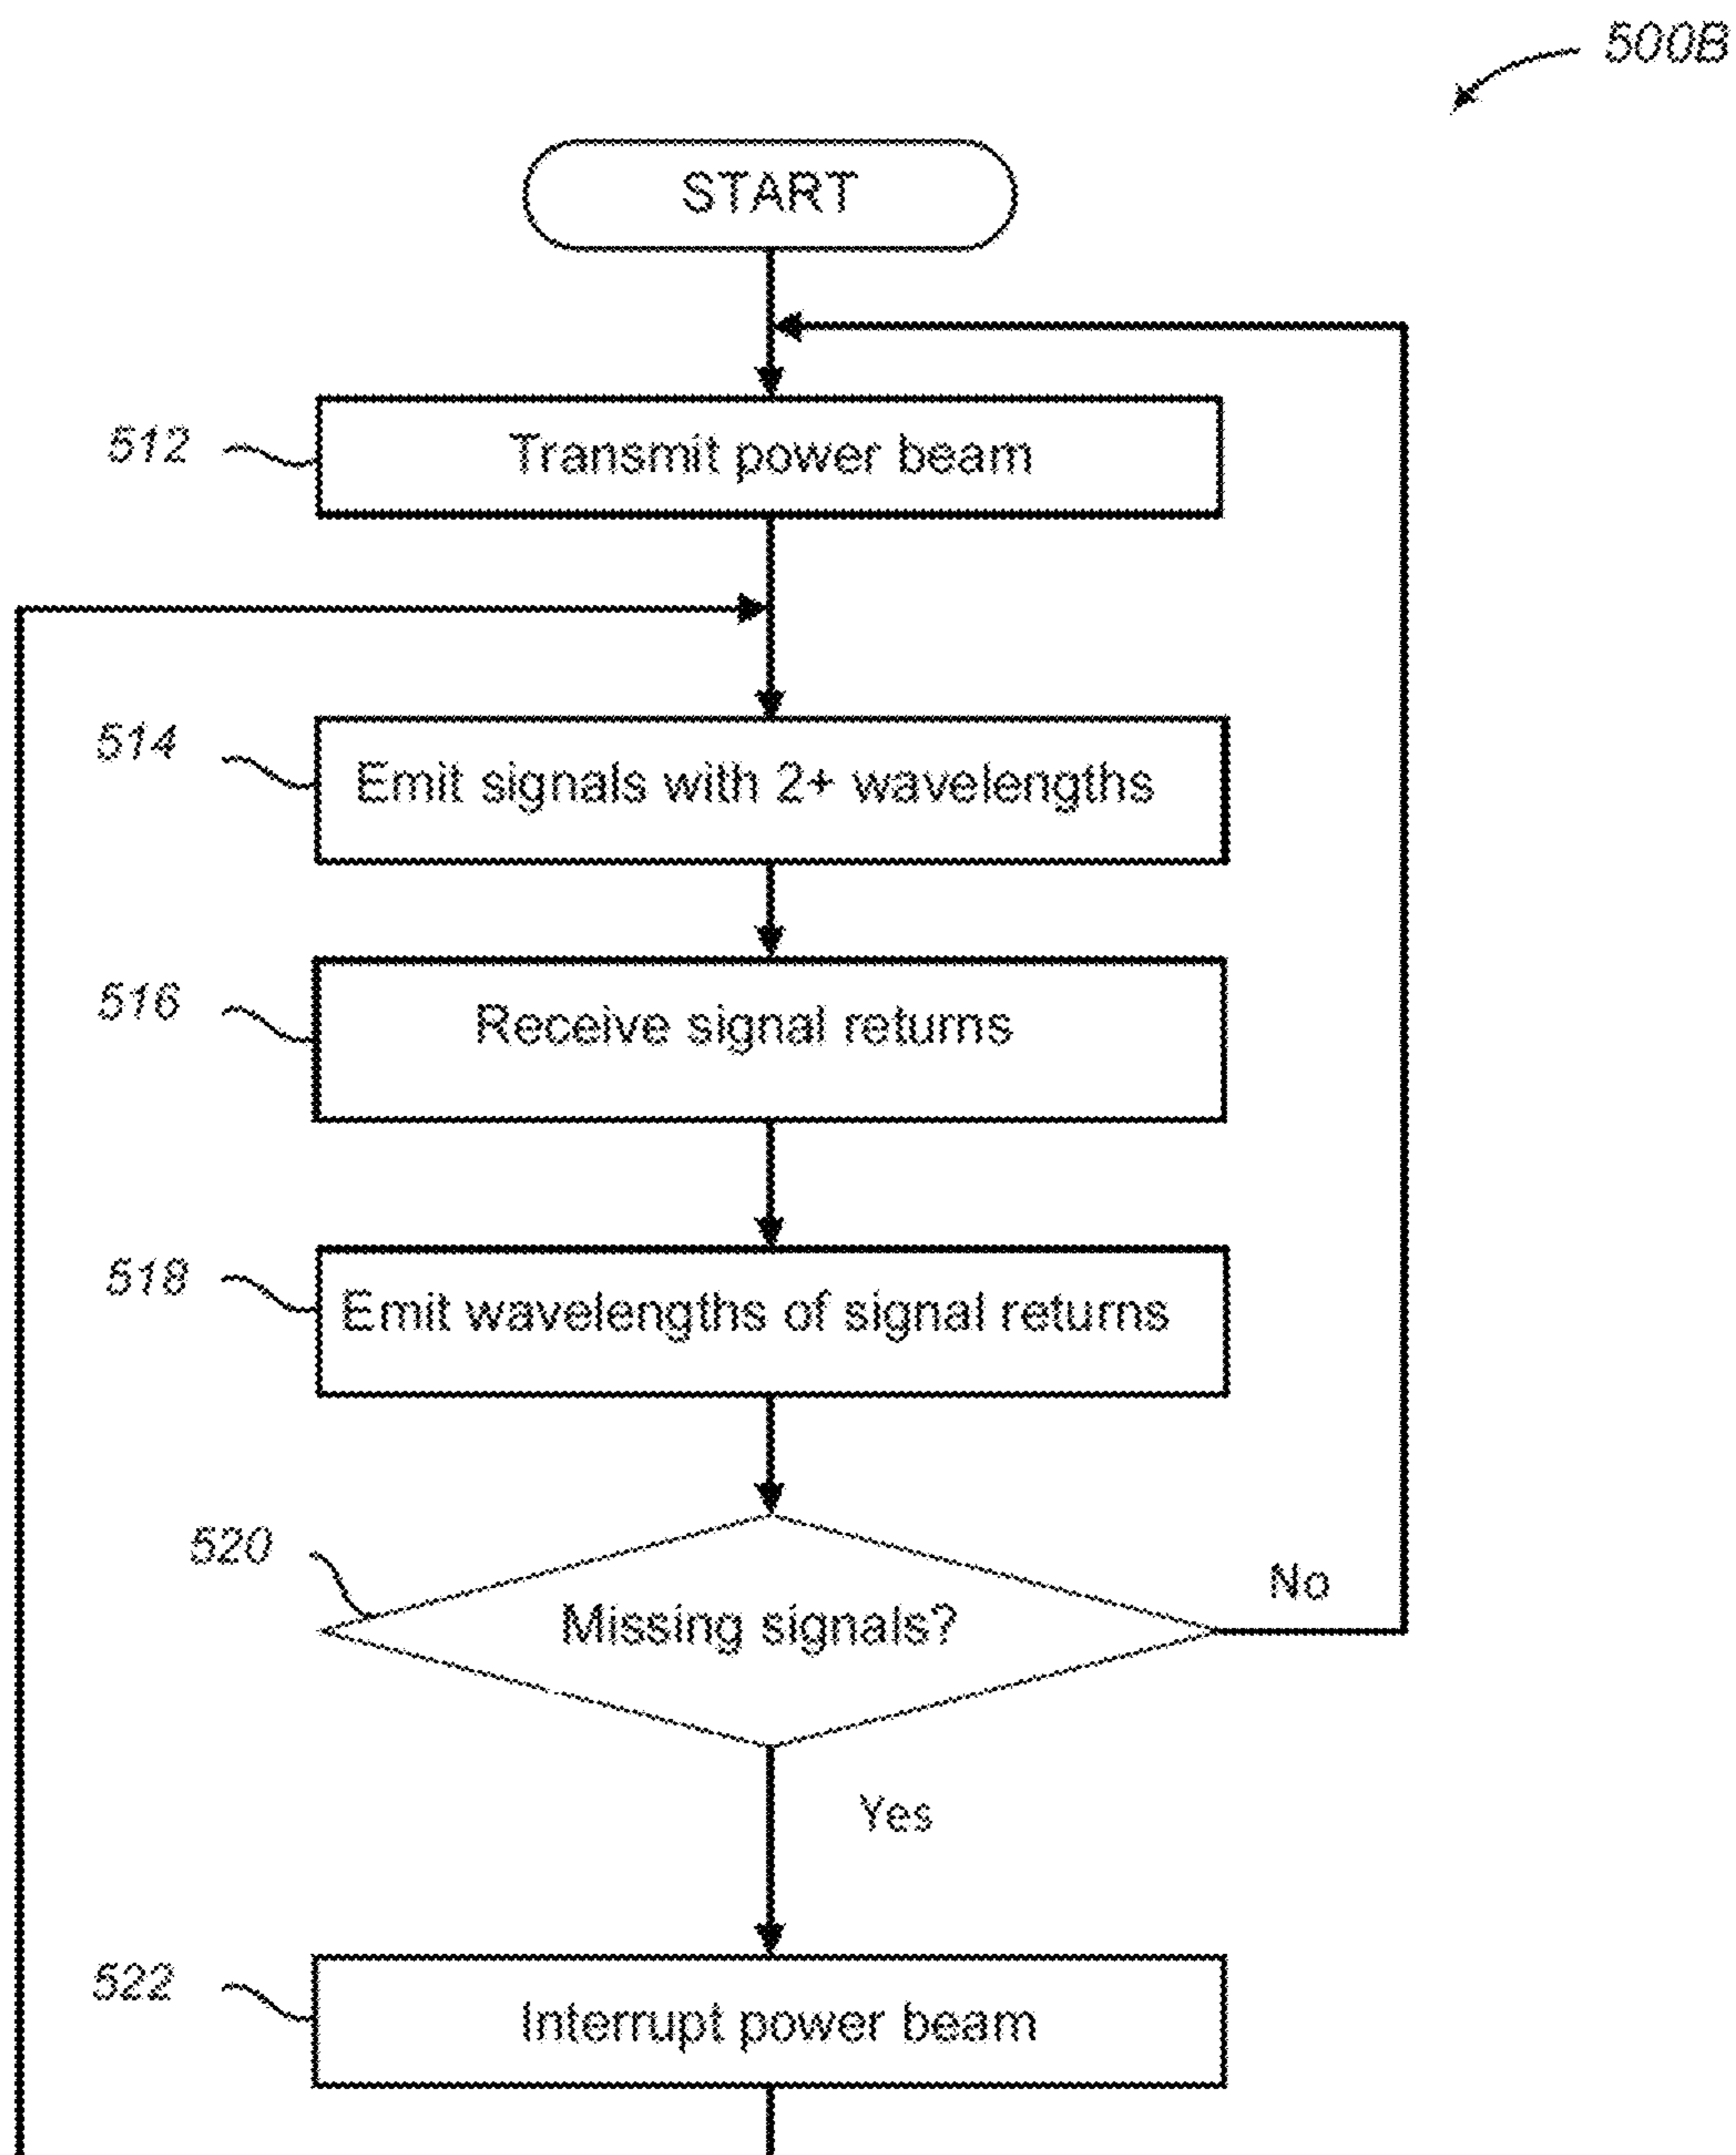 500B
START
512
Transmit power beam
514
Emit signals with 2+ wavelengths
516
Receive signal returns
518
Emit wavelengths of signal returns
520
Missing signals?
No
Yes
522
Interrupt power beam